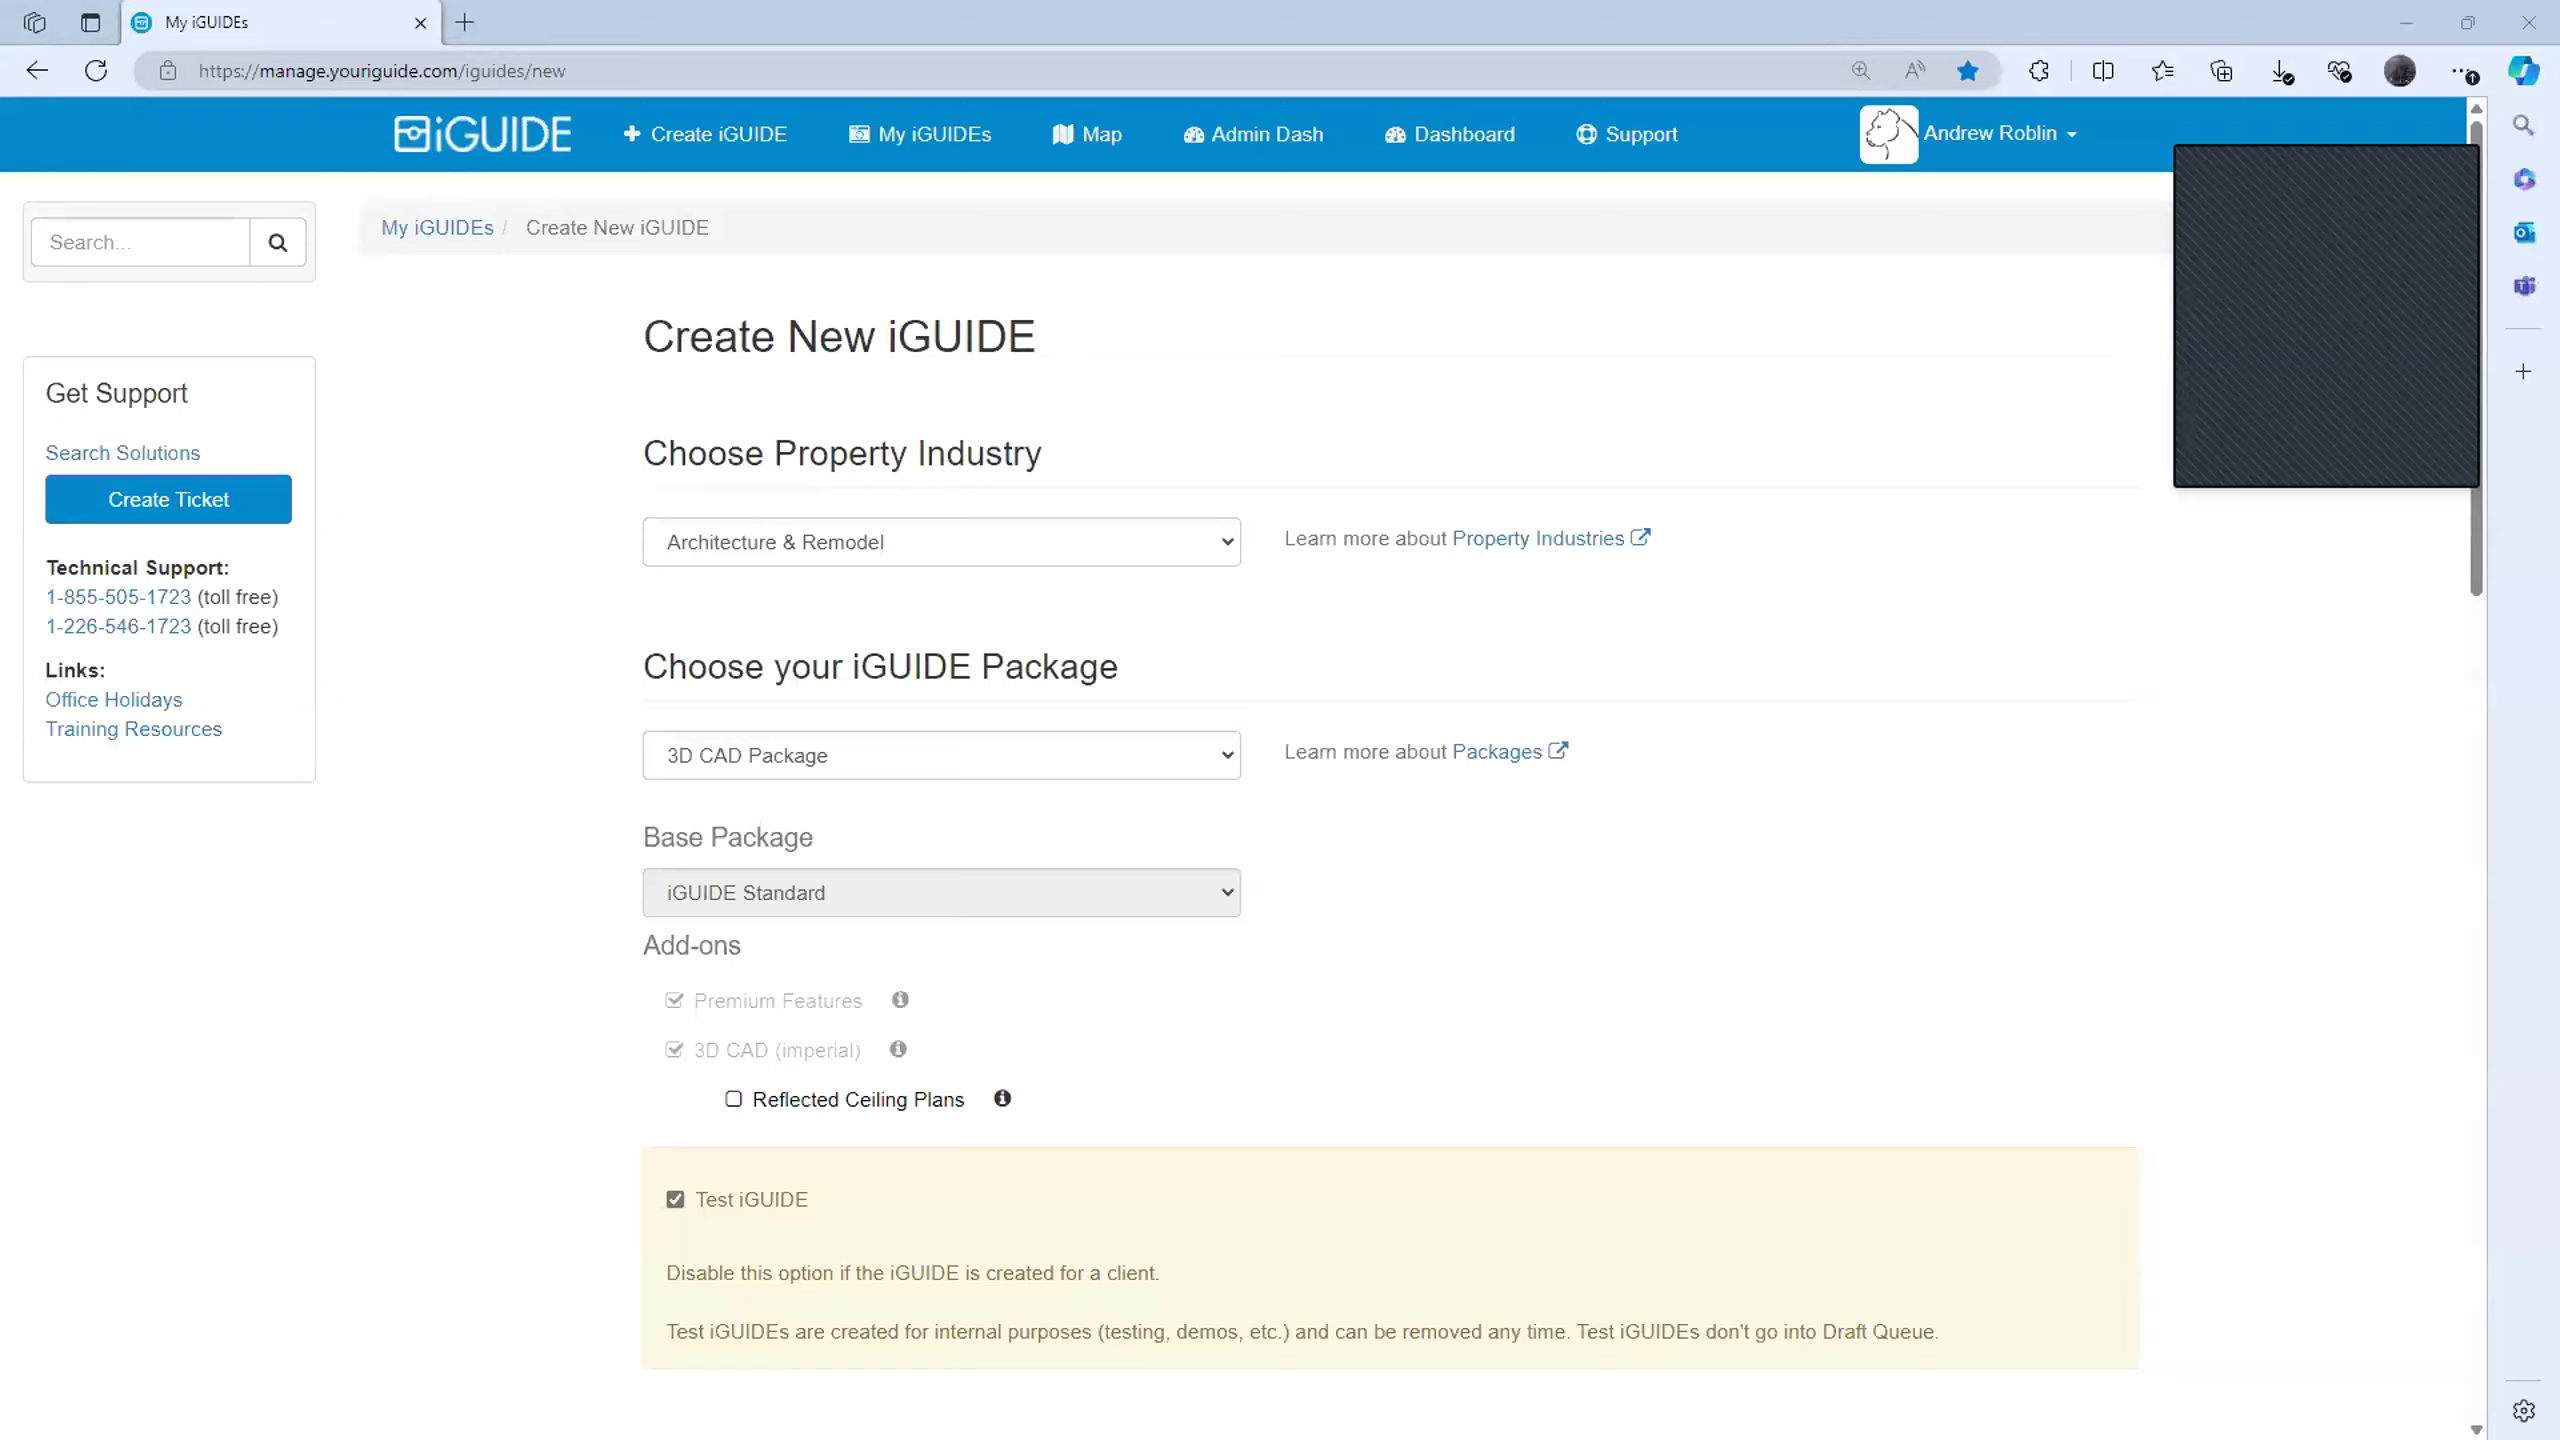 My iGUIDEs
https://manage.youriguide.com/iguides/new
iGUIDE
Create iGUIDE
My iGUIDEs
Map
Admin Dash
Dashboard
Support
Andrew Roblin
Search...
My iGUIDEs / Create New iGUIDE
Get Support
Search Solutions
Create Ticket
Technical Support:
1-855-505-1723 (toll free)
1-226-546-1723 (toll free)
Links:
Office Holidays
Training Resources
Create New iGUIDE
Choose Property Industry
Architecture & Remodel
Learn more about Property Industries
Choose your iGUIDE Package
3D CAD Package
Learn more about Packages
Base Package
iGUIDE Standard
Add-ons
Premium Features
3D CAD (imperial)
Reflected Ceiling Plans
Test iGUIDE
Disable this option if the iGUIDE is created for a client.
Test iGUIDEs are created for internal purposes (testing, demos, etc.) and can be removed any time. Test iGUIDEs don't go into Draft Queue.